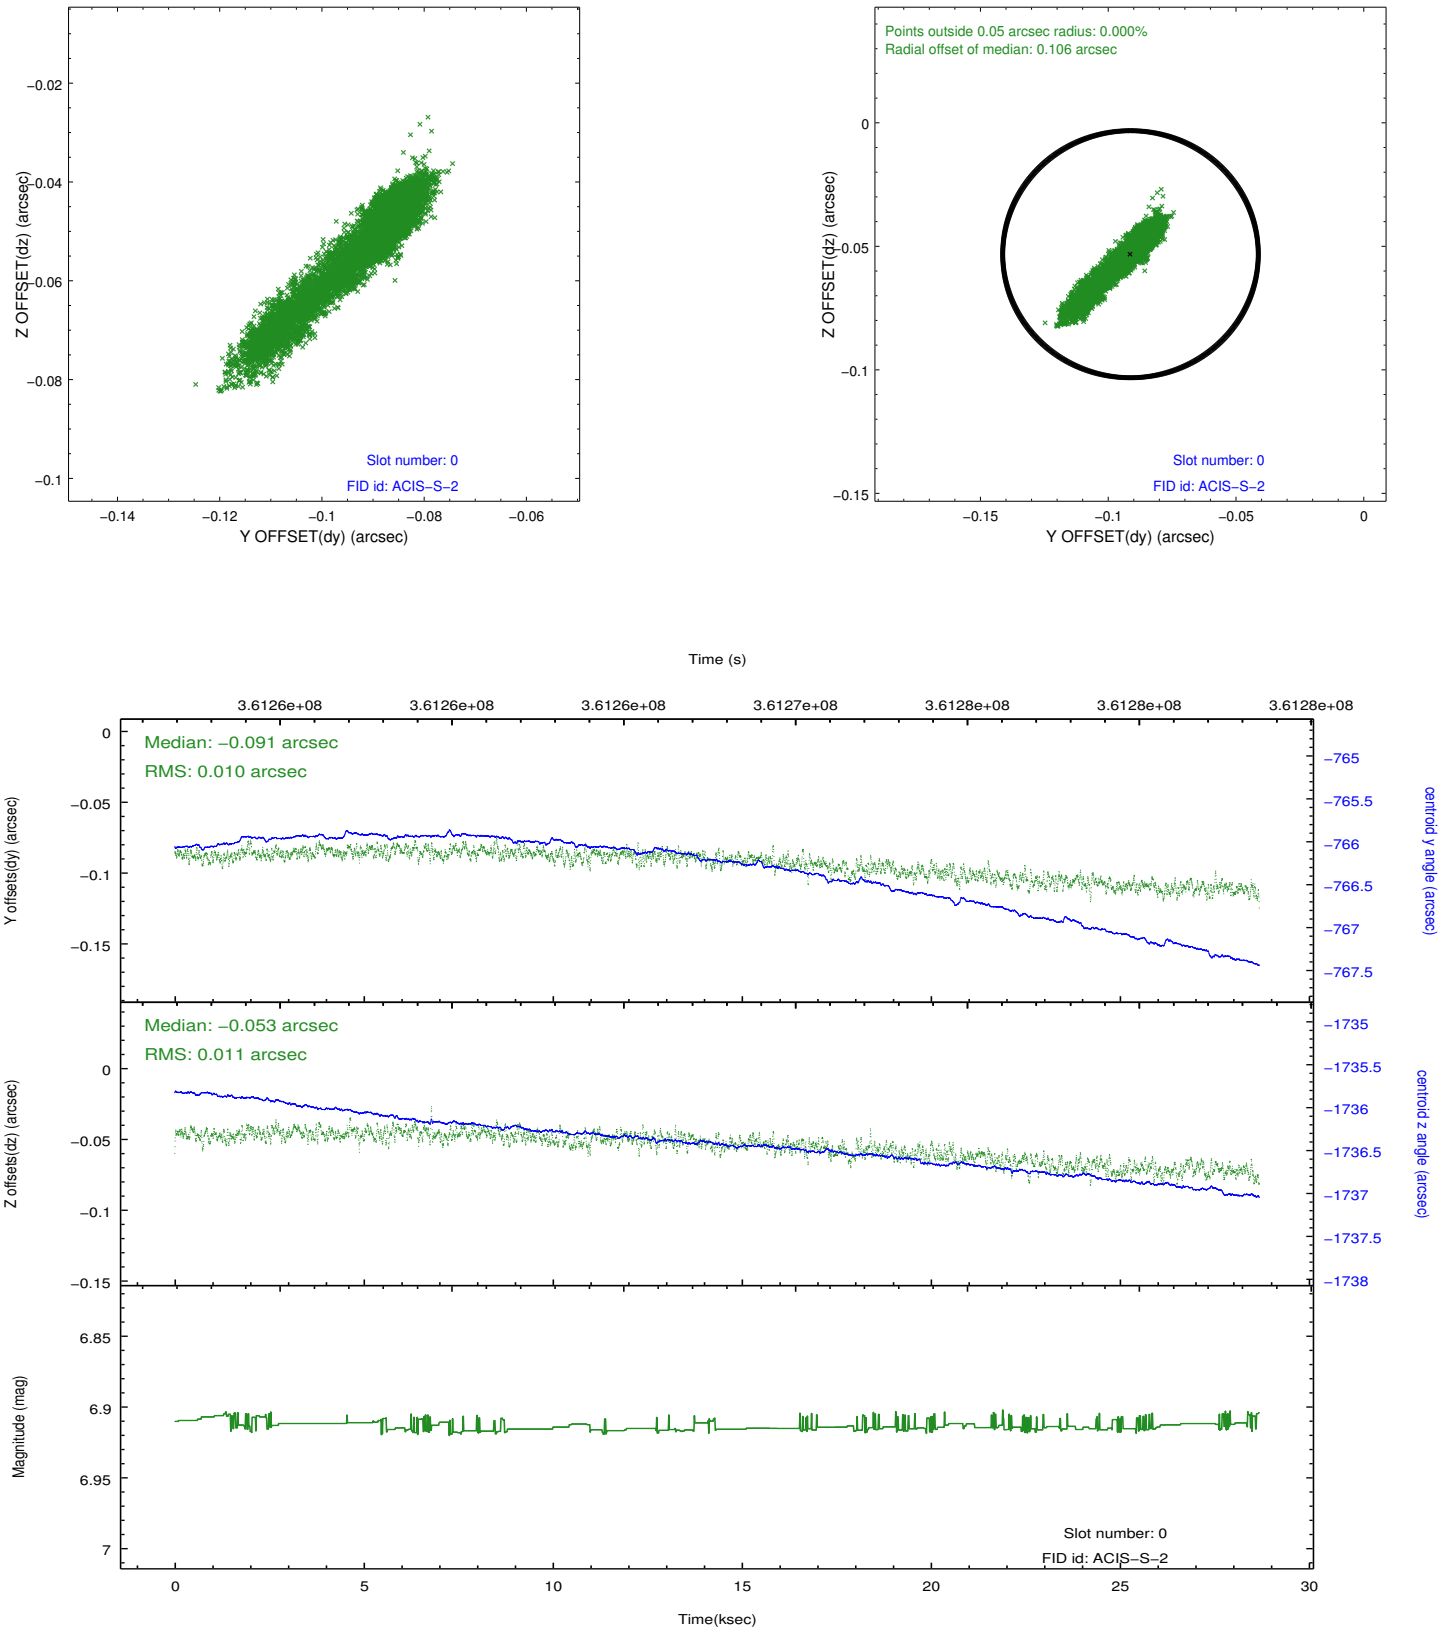 −0.02
−0.04
−0.06
−0.08
−0.1
Z OFFSET(dz) (arcsec)
Slot number: 0
FID id: ACIS−S−2
−0.14
−0.12
−0.1
−0.08
−0.06
Y OFFSET(dy) (arcsec)
Points outside 0.05 arcsec radius: 0.000%
Radial offset of median: 0.106 arcsec
0
−0.05
−0.1
−0.15
Z OFFSET(dz) (arcsec)
Slot number: 0
FID id: ACIS−S−2
−0.15
−0.1
−0.05
0
Y OFFSET(dy) (arcsec)
Time (s)
3.6126e+08
3.6126e+08
3.6126e+08
3.6127e+08
3.6128e+08
3.6128e+08
3.6128e+08
Median: −0.091 arcsec
RMS: 0.010 arcsec
0
−0.05
−0.1
−0.15
Y offsets(dy) (arcsec)
−765
−765.5
−766
−766.5
−767
−767.5
centroid y angle (arcsec)
Median: −0.053 arcsec
RMS: 0.011 arcsec
0
−0.05
−0.1
−0.15
Z offsets(dz) (arcsec)
−1735
−1735.5
−1736
−1736.5
−1737
−1737.5
−1738
centroid z angle (arcsec)
6.85
6.9
6.95
7
Magnitude (mag)
Slot number: 0
FID id: ACIS−S−2
0
5
10
15
20
25
30
Time(ksec)